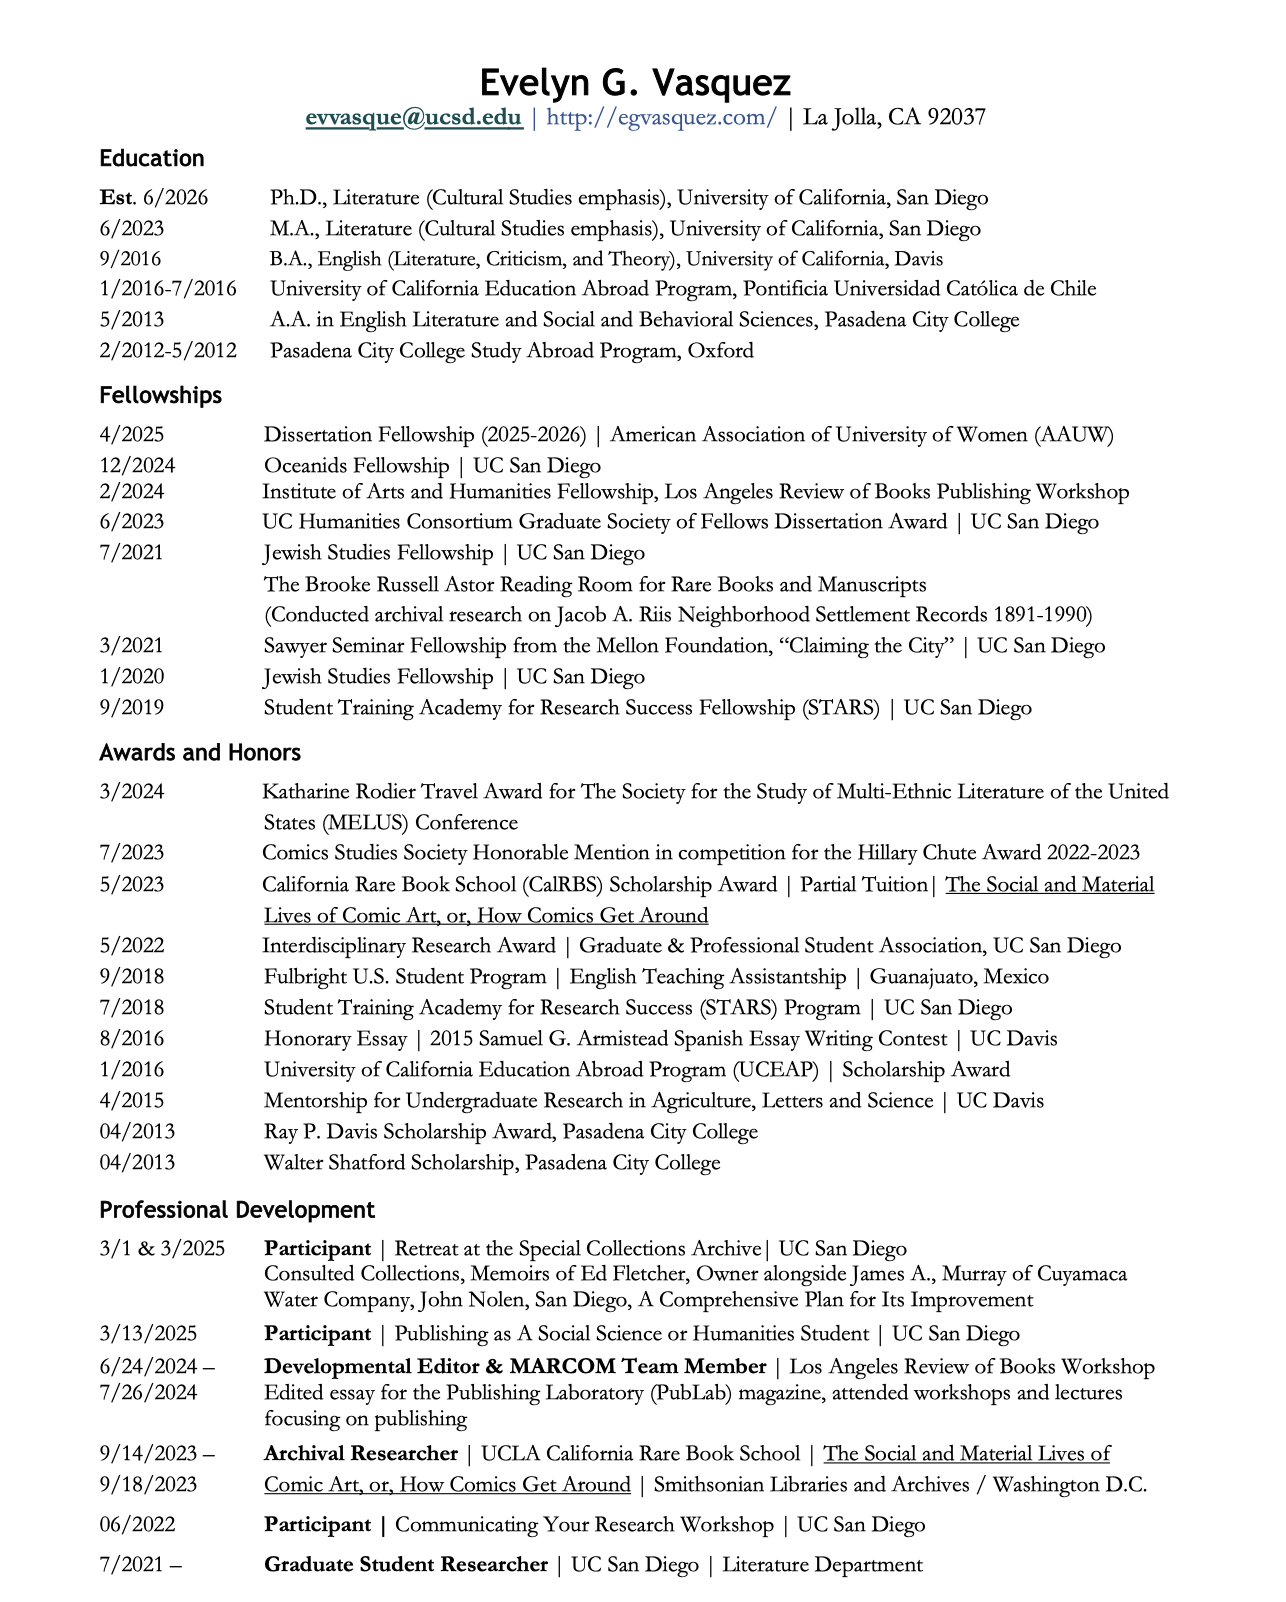 Evelyn G. Vasquez
evvasque@ucsd.edu | http://egvasquez.com/ | La Jolla, CA 92037
Education
Est. 6/2026 Ph.D., Literature (Cultural Studies emphasis), University of California, San Diego
6/2023 M.A., Literature (Cultural Studies emphasis), University of California, San Diego
9/2016 B.A., English (Literature, Criticism, and Theory), University of California, Davis
1/2016-7/2016 University of California Education Abroad Program, Pontificia Universidad Católica de Chile
5/2013 A.A. in English Literature and Social and Behavioral Sciences, Pasadena City College
2/2012-5/2012 Pasadena City College Study Abroad Program, Oxford
Fellowships
4/2025 Dissertation Fellowship (2025-2026) | American Association of University of Women (AAUW)
12/2024 Oceanids Fellowship | UC San Diego
2/2024 Institute of Arts and Humanities Fellowship, Los Angeles Review of Books Publishing Workshop
6/2023 UC Humanities Consortium Graduate Society of Fellows Dissertation Award | UC San Diego
7/2021 Jewish Studies Fellowship | UC San Diego
The Brooke Russell Astor Reading Room for Rare Books and Manuscripts
(Conducted archival research on Jacob A. Riis Neighborhood Settlement Records 1891-1990)
3/2021 Sawyer Seminar Fellowship from the Mellon Foundation, “Claiming the City” | UC San Diego
1/2020 Jewish Studies Fellowship | UC San Diego
9/2019 Student Training Academy for Research Success Fellowship (STARS) | UC San Diego
Awards and Honors
3/2024 Katharine Rodier Travel Award for The Society for the Study of Multi-Ethnic Literature of the United
States (MELUS) Conference
7/2023 Comics Studies Society Honorable Mention in competition for the Hillary Chute Award 2022-2023
5/2023 California Rare Book School (CalRBS) Scholarship Award | Partial Tuition| The Social and Material
Lives of Comic Art, or, How Comics Get Around
5/2022 Interdisciplinary Research Award | Graduate & Professional Student Association, UC San Diego
9/2018 Fulbright U.S. Student Program | English Teaching Assistantship | Guanajuato, Mexico
7/2018 Student Training Academy for Research Success (STARS) Program | UC San Diego
8/2016 Honorary Essay | 2015 Samuel G. Armistead Spanish Essay Writing Contest | UC Davis
1/2016 University of California Education Abroad Program (UCEAP) | Scholarship Award
4/2015 Mentorship for Undergraduate Research in Agriculture, Letters and Science | UC Davis
04/2013 Ray P. Davis Scholarship Award, Pasadena City College
04/2013 Walter Shatford Scholarship, Pasadena City College
Professional Development
3/1 & 3/2025 Participant | Retreat at the Special Collections Archive| UC San Diego
Consulted Collections, Memoirs of Ed Fletcher, Owner alongside James A., Murray of Cuyamaca
Water Company, John Nolen, San Diego, A Comprehensive Plan for Its Improvement
3/13/2025 Participant | Publishing as A Social Science or Humanities Student | UC San Diego
6/24/2024 – Developmental Editor & MARCOM Team Member | Los Angeles Review of Books Workshop
7/26/2024 Edited essay for the Publishing Laboratory (PubLab) magazine, attended workshops and lectures
focusing on publishing
9/14/2023 – Archival Researcher | UCLA California Rare Book School | The Social and Material Lives of
9/18/2023 Comic Art, or, How Comics Get Around | Smithsonian Libraries and Archives / Washington D.C.
06/2022 Participant | Communicating Your Research Workshop | UC San Diego
7/2021 – Graduate Student Researcher | UC San Diego | Literature Department